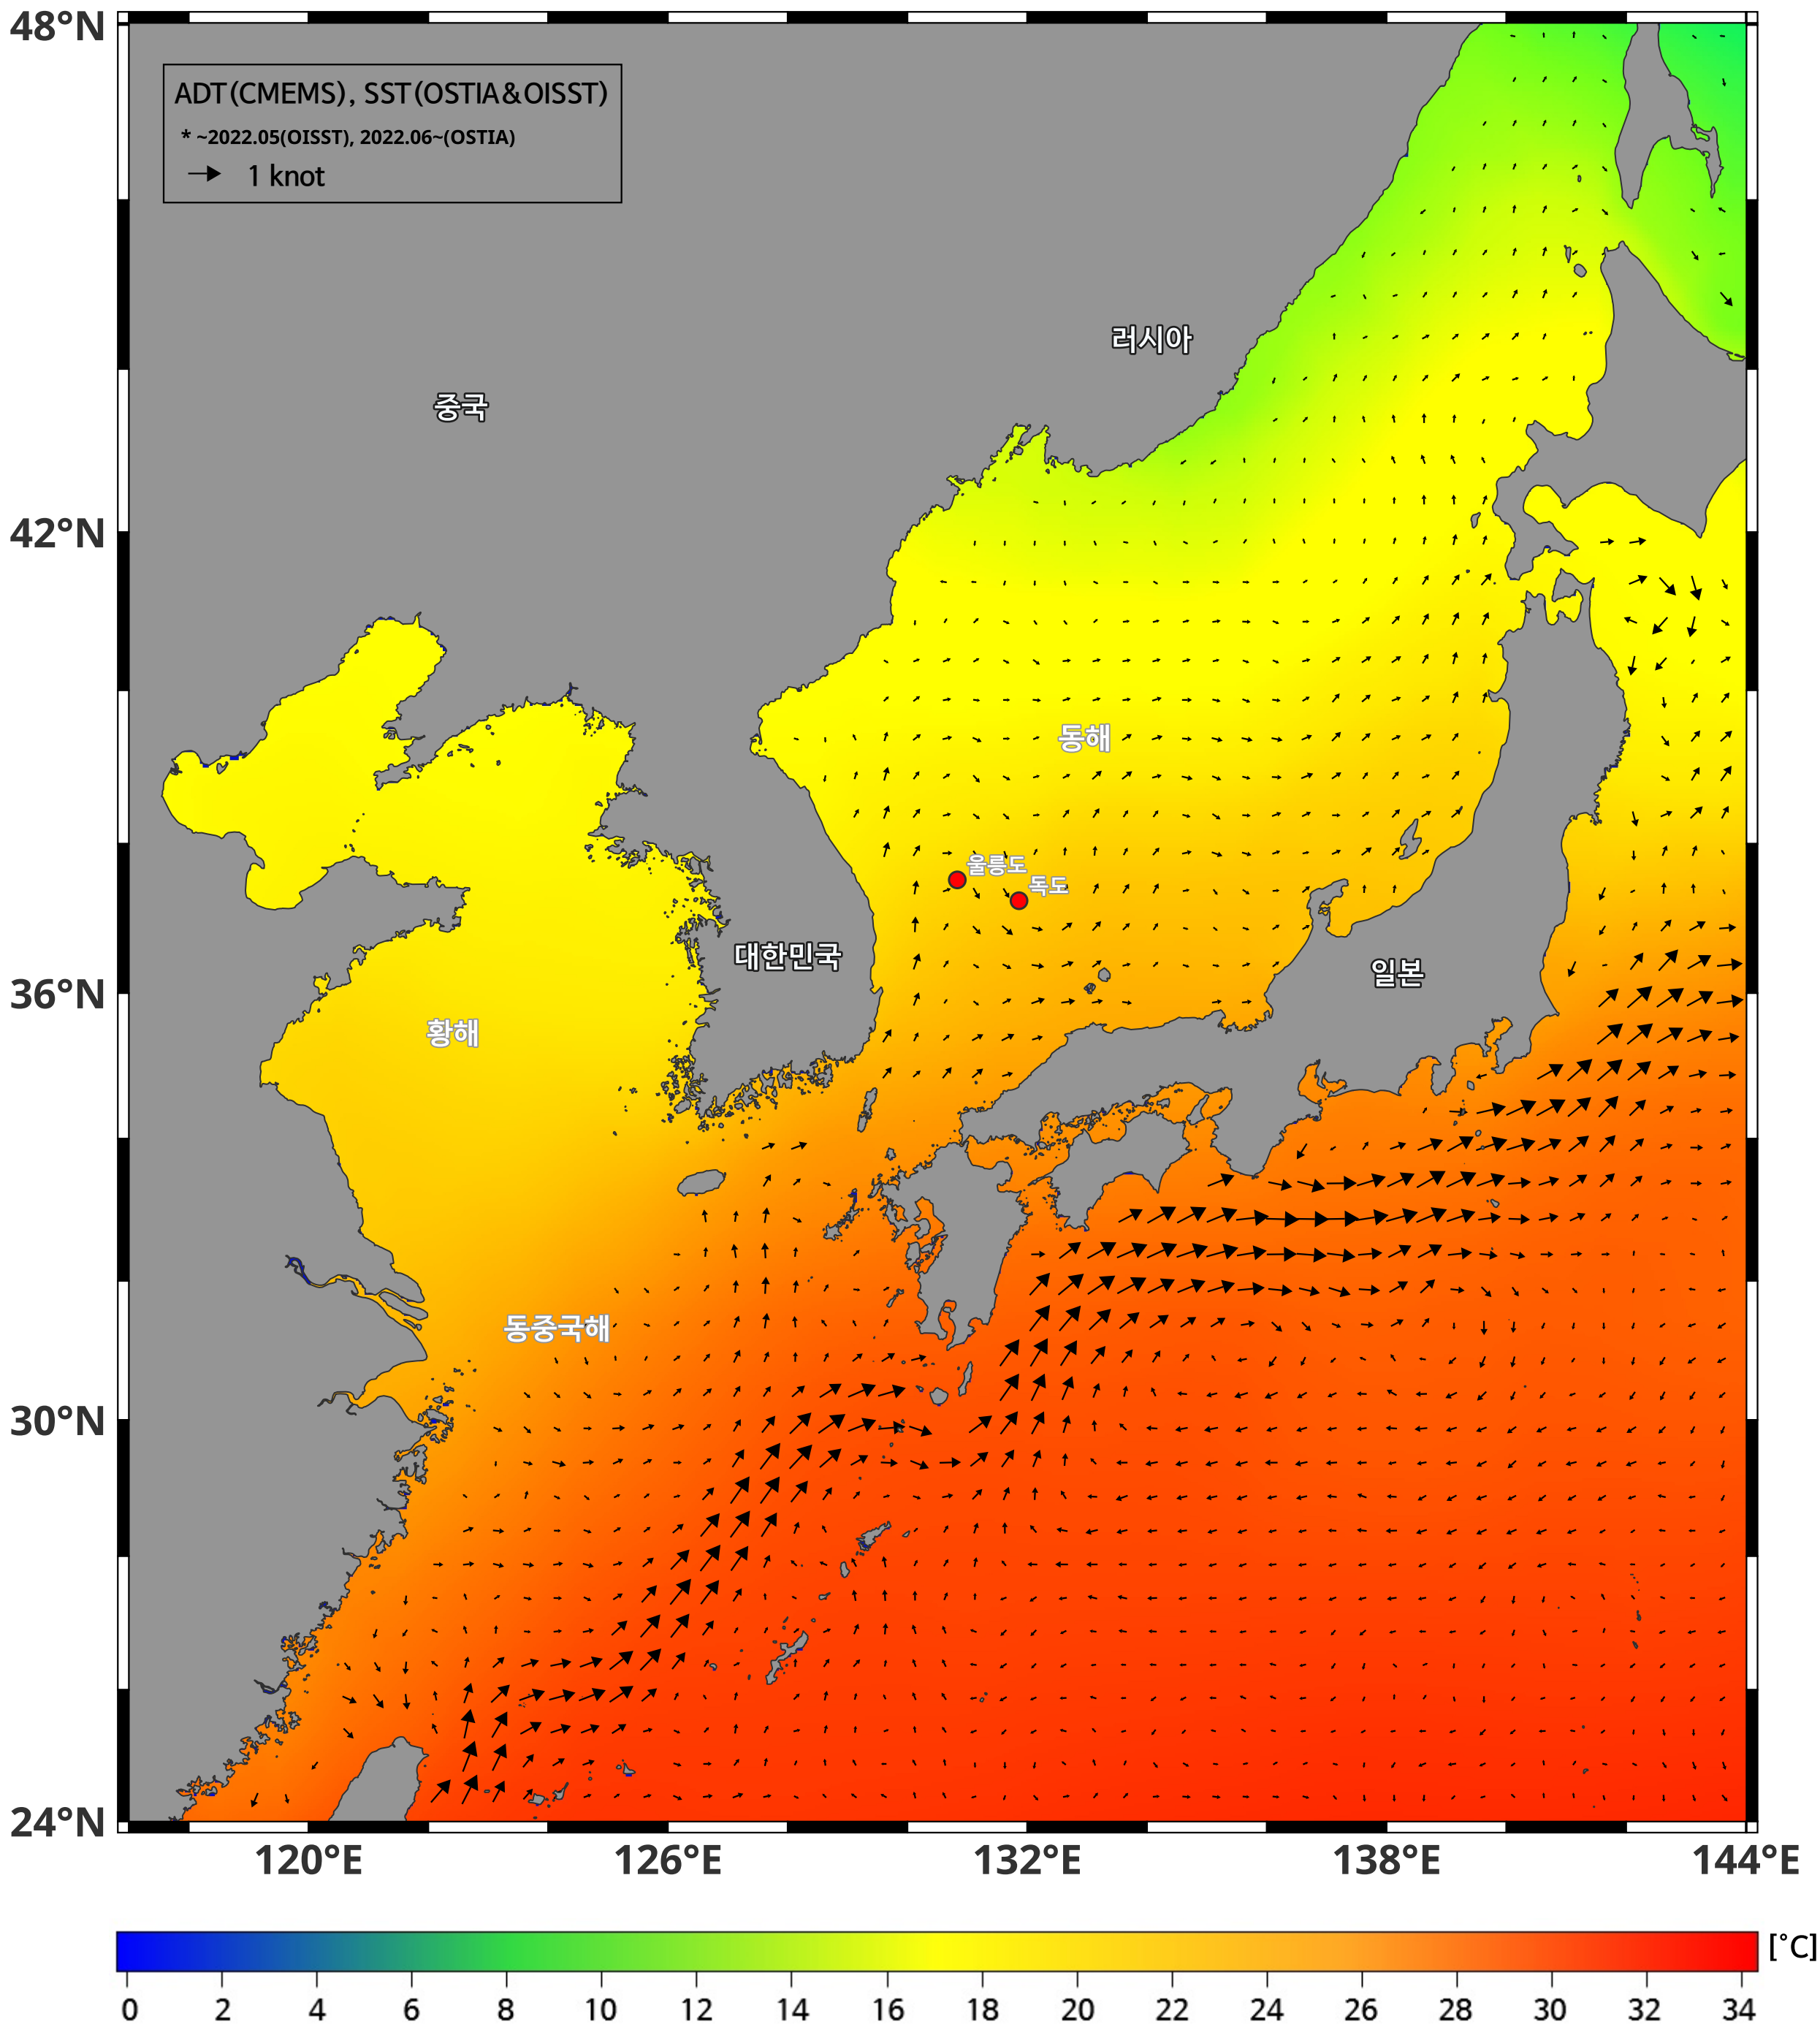 48°N
ADT(CMEMS), SST(OSTIA&OISST)
* ~2022.05(OISST), 2022.06~(OSTIA)
1 knot
러시아
중국
42°N
동해
울릉도
독도
대한민국
일본
36°N
황해
동중국해
30°N
24°N
120°E 126°E 132°E 138°E 144°E
[°C]
0 2 4 6 8 10 12 14 16 18 20 22 24 26 28 30 32 34